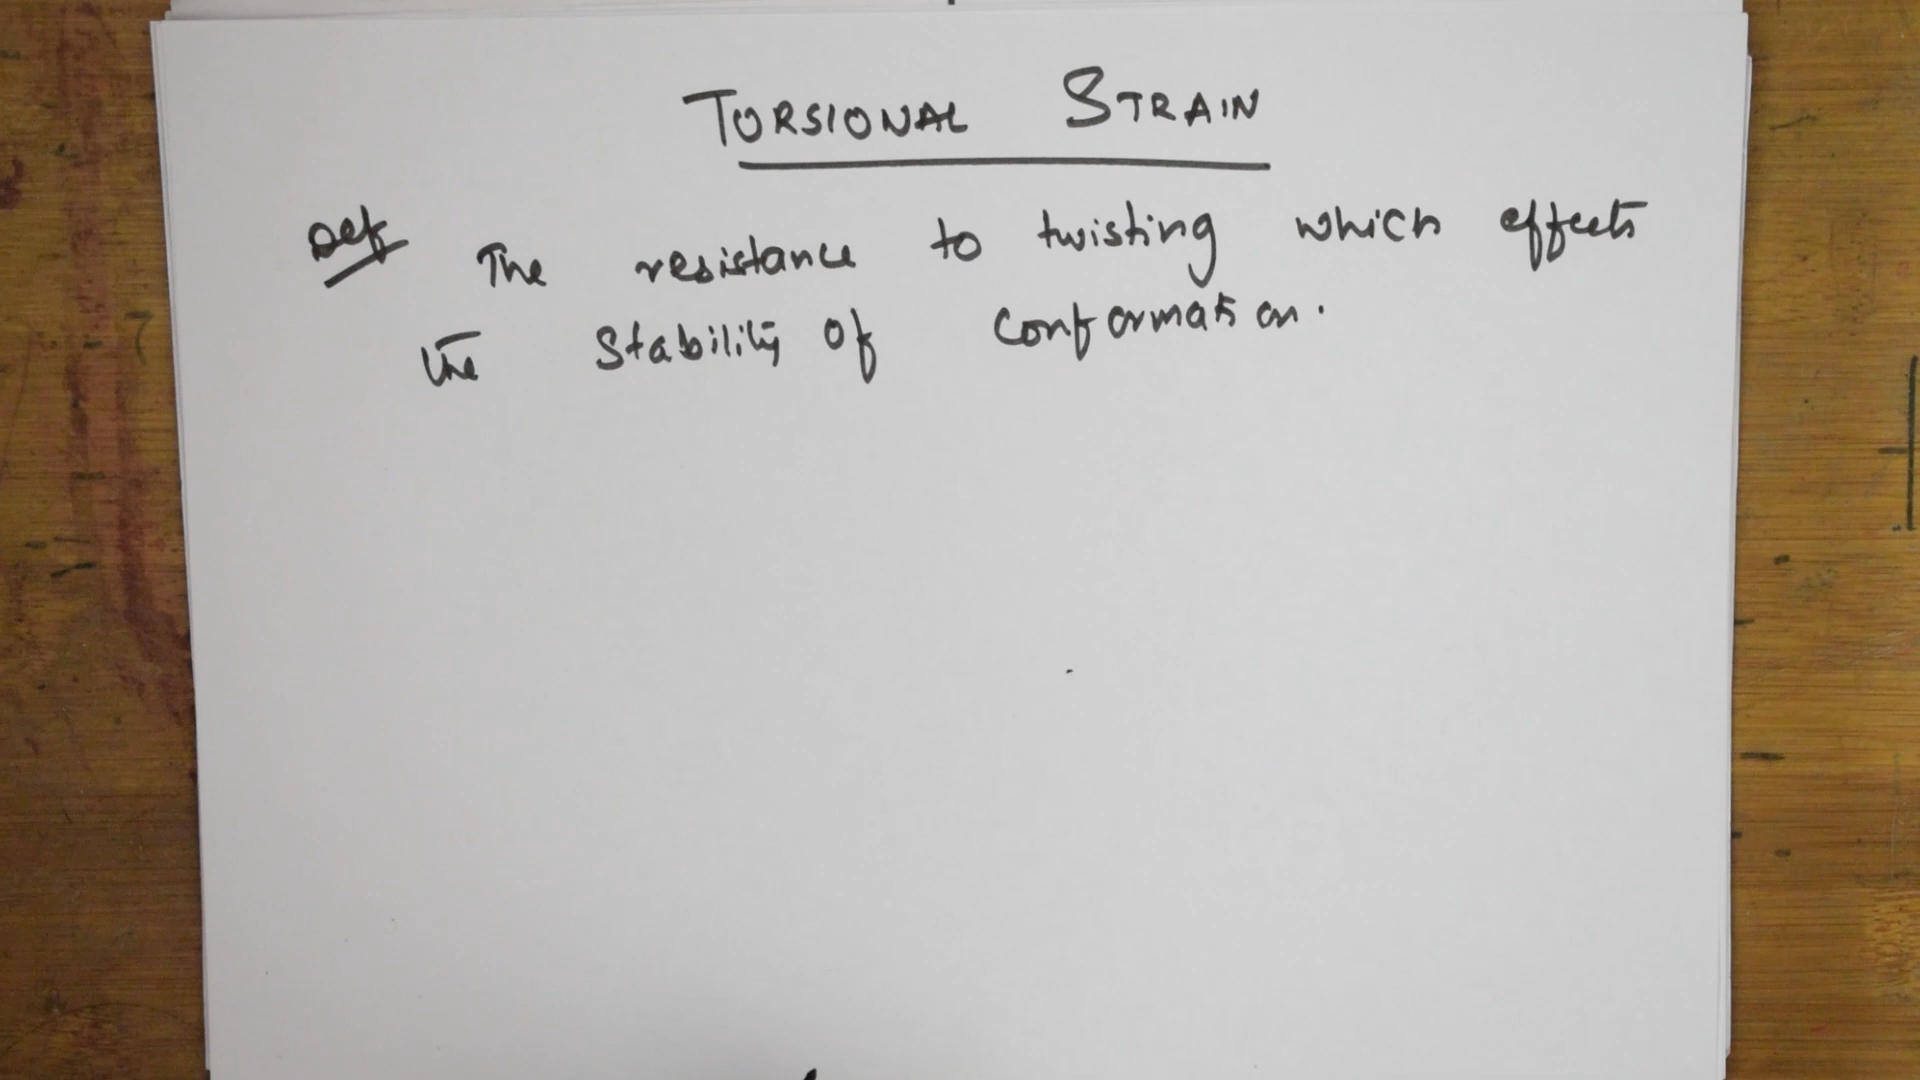 TORSIONAL STRAIN
Def The resistance to twisting which effects
the stability of conformation.